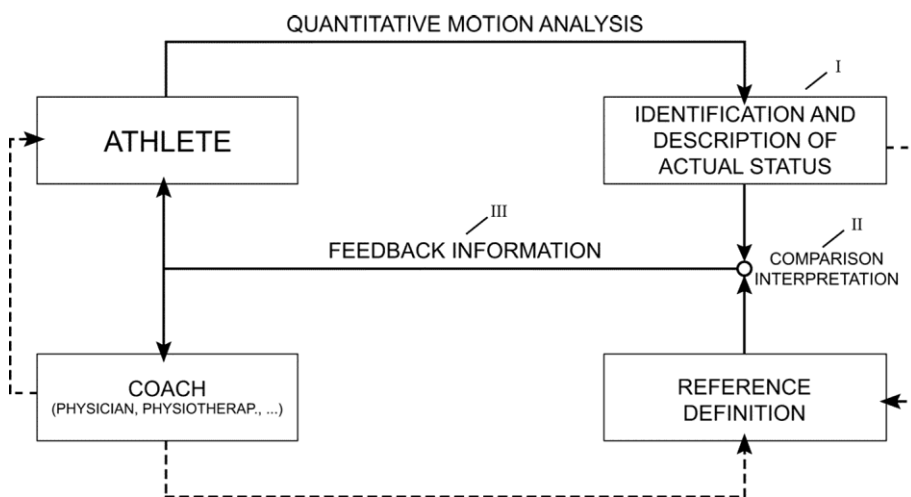 QUANTITATIVE MOTION ANALYSIS
I
ATHLETE
IDENTIFICATION AND
DESCRIPTION OF
ACTUAL STATUS
III
FEEDBACK INFORMATION
II
COMPARISON
INTERPRETATION
COACH
(PHYSICIAN, PHYSIOTHERAP., ...)
REFERENCE
DEFINITION